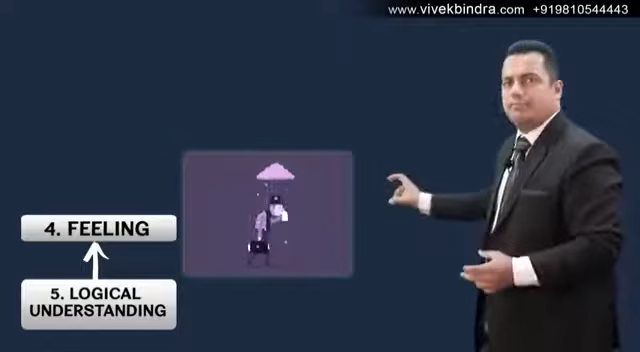 www.vivekbindra.com +919810544443
4. FEELING
5. LOGICAL
UNDERSTANDING